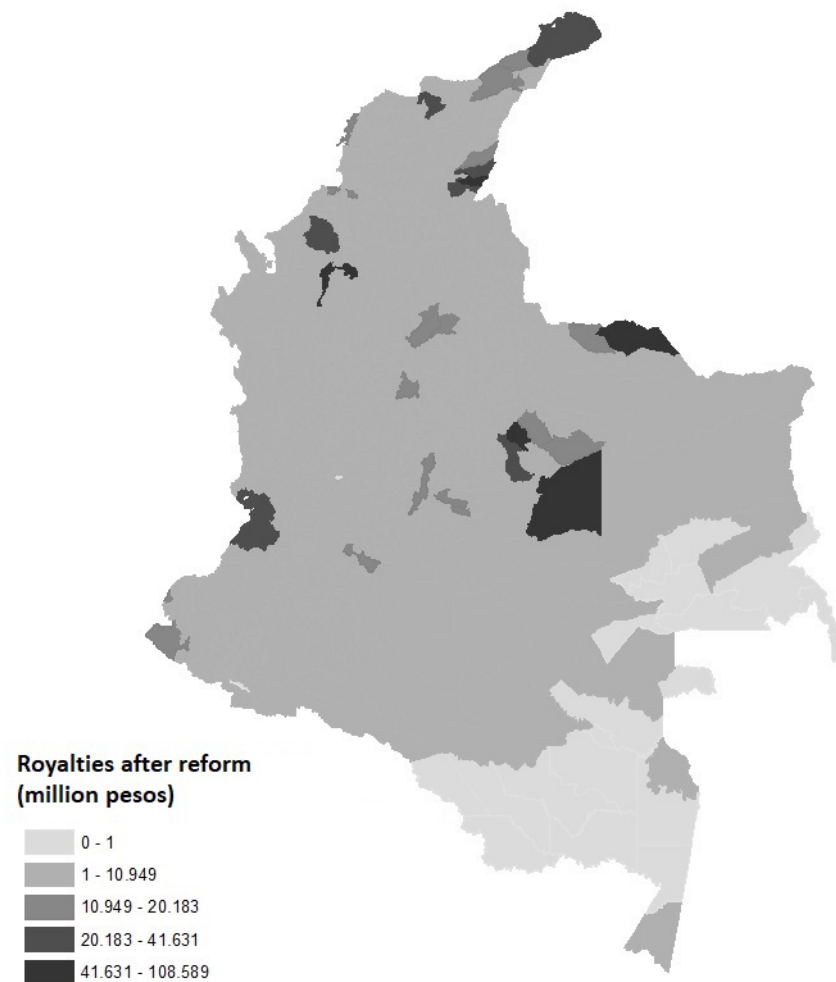 Royalties after reform
(million pesos)
0 - 1
1 - 10.949
10.949 - 20.183
20.183 - 41.631
41.631 - 108.589